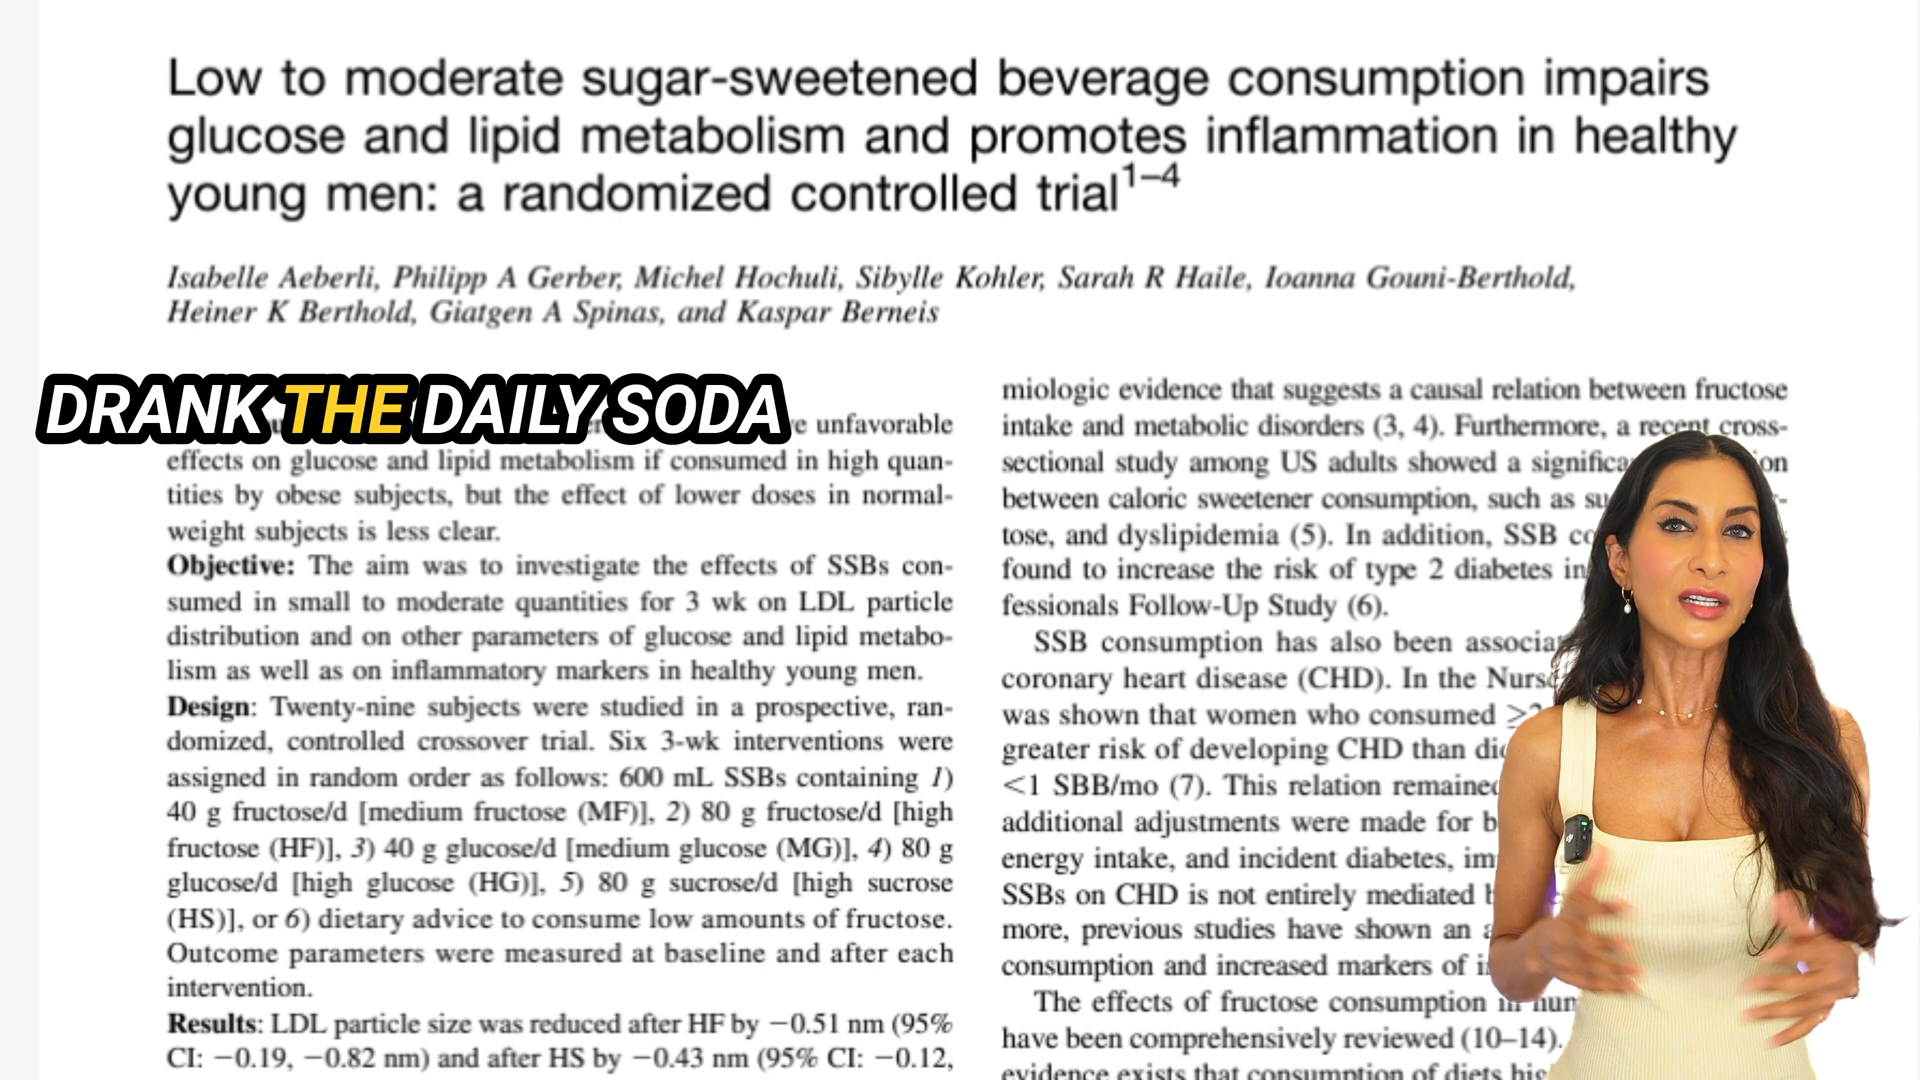 Low to moderate sugar-sweetened beverage consumption impairs
glucose and lipid metabolism and promotes inflammation in healthy
young men: a randomized controlled trial1–4
Isabelle Aeberli, Philipp A Gerber, Michel Hochuli, Sibylle Kohler, Sarah R Haile, Ioanna Gouni-Berthold,
Heiner K Berthold, Giatgen A Spinas, and Kaspar Berneis
DRANK THE DAILY SODA
unfavorable
effects on glucose and lipid metabolism if consumed in high quan-
tities by obese subjects, but the effect of lower doses in normal-
weight subjects is less clear.
Objective: The aim was to investigate the effects of SSBs con-
sumed in small to moderate quantities for 3 wk on LDL particle
distribution and on other parameters of glucose and lipid metabo-
lism as well as on inflammatory markers in healthy young men.
Design: Twenty-nine subjects were studied in a prospective, ran-
domized, controlled crossover trial. Six 3-wk interventions were
assigned in random order as follows: 600 mL SSBs containing 1)
40 g fructose/d [medium fructose (MF)], 2) 80 g fructose/d [high
fructose (HF)], 3) 40 g glucose/d [medium glucose (MG)], 4) 80 g
glucose/d [high glucose (HG)], 5) 80 g sucrose/d [high sucrose
(HS)], or 6) dietary advice to consume low amounts of fructose.
Outcome parameters were measured at baseline and after each
intervention.
Results: LDL particle size was reduced after HF by −0.51 nm (95%
CI: −0.19, −0.82 nm) and after HS by −0.43 nm (95% CI: −0.12,
miologic evidence that suggests a causal relation between fructose
intake and metabolic disorders (3, 4). Furthermore, a recent cross-
sectional study among US adults showed a on
between caloric sweetener consumption, such as
tose, and dyslipidemia (5). In addition, SSB
found to increase the risk of type 2 diabetes in
fessionals Follow-Up Study (6).
SSB consumption has also been
coronary heart disease (CHD). In the
was shown that women who consumed
greater risk of developing CHD than
<1 SBB/mo (7). This relation
additional adjustments were made for
energy intake, and incident diabetes,
SSBs on CHD is not entirely mediated
more, previous studies have shown an
consumption and increased markers of
The effects of fructose consumption in
have been comprehensively reviewed (10–14).
evidence exists that consumption of diets